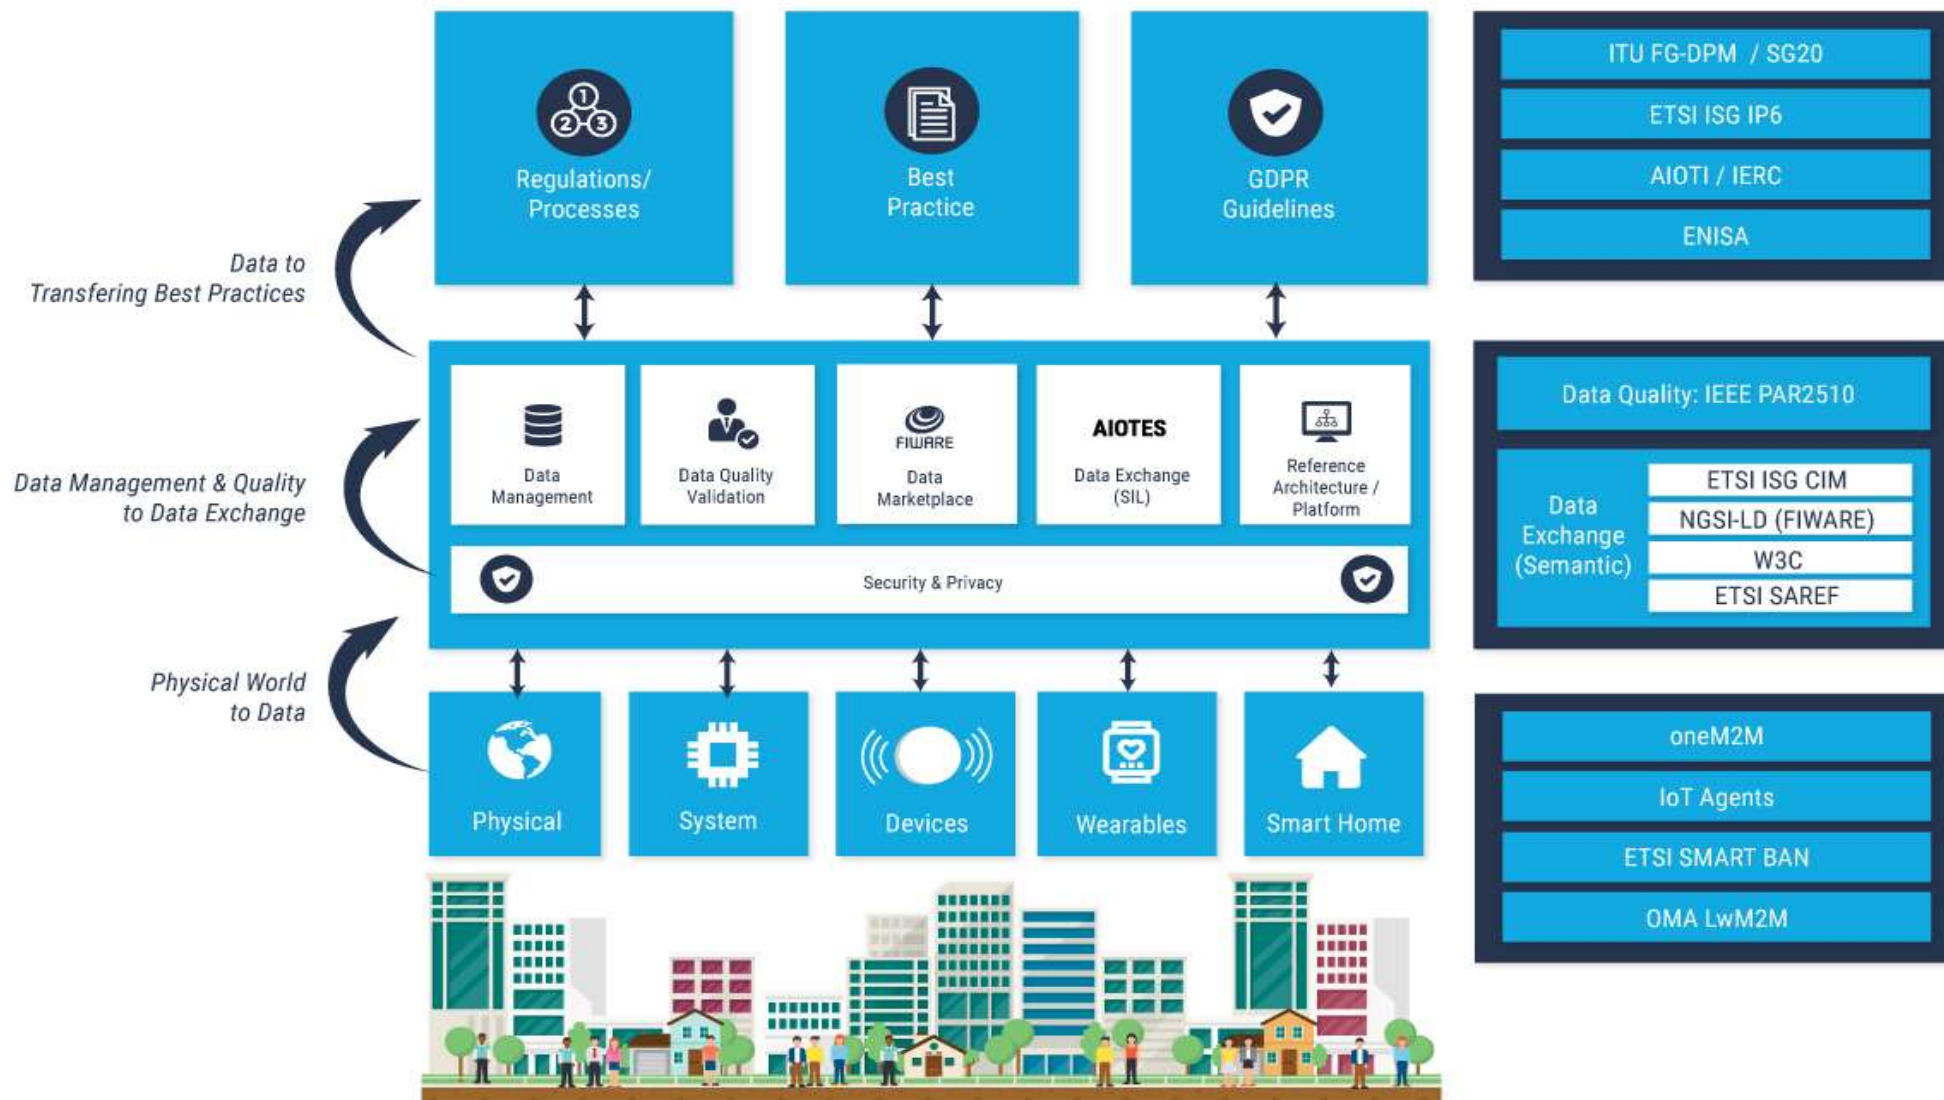 1
2 3
Regulations/
Processes
Best
Practice
GDPR
Guidelines
ITU FG-DPM / SG20
ETSI ISG IP6
AIOTI / IERC
ENISA
Data to
Transfering Best Practices
Data
Management
Data Quality
Validation
FIWARE
Data
Marketplace
AIOTES
Data Exchange
(SIL)
Reference
Architecture /
Platform
Security & Privacy
Data Management & Quality
to Data Exchange
Data Quality: IEEE PAR2510
Data
Exchange
(Semantic)
ETSI ISG CIM
NGSI-LD (FIWARE)
W3C
ETSI SAREF
Physical World
to Data
Physical
System
Devices
Wearables
Smart Home
oneM2M
IoT Agents
ETSI SMART BAN
OMA LwM2M